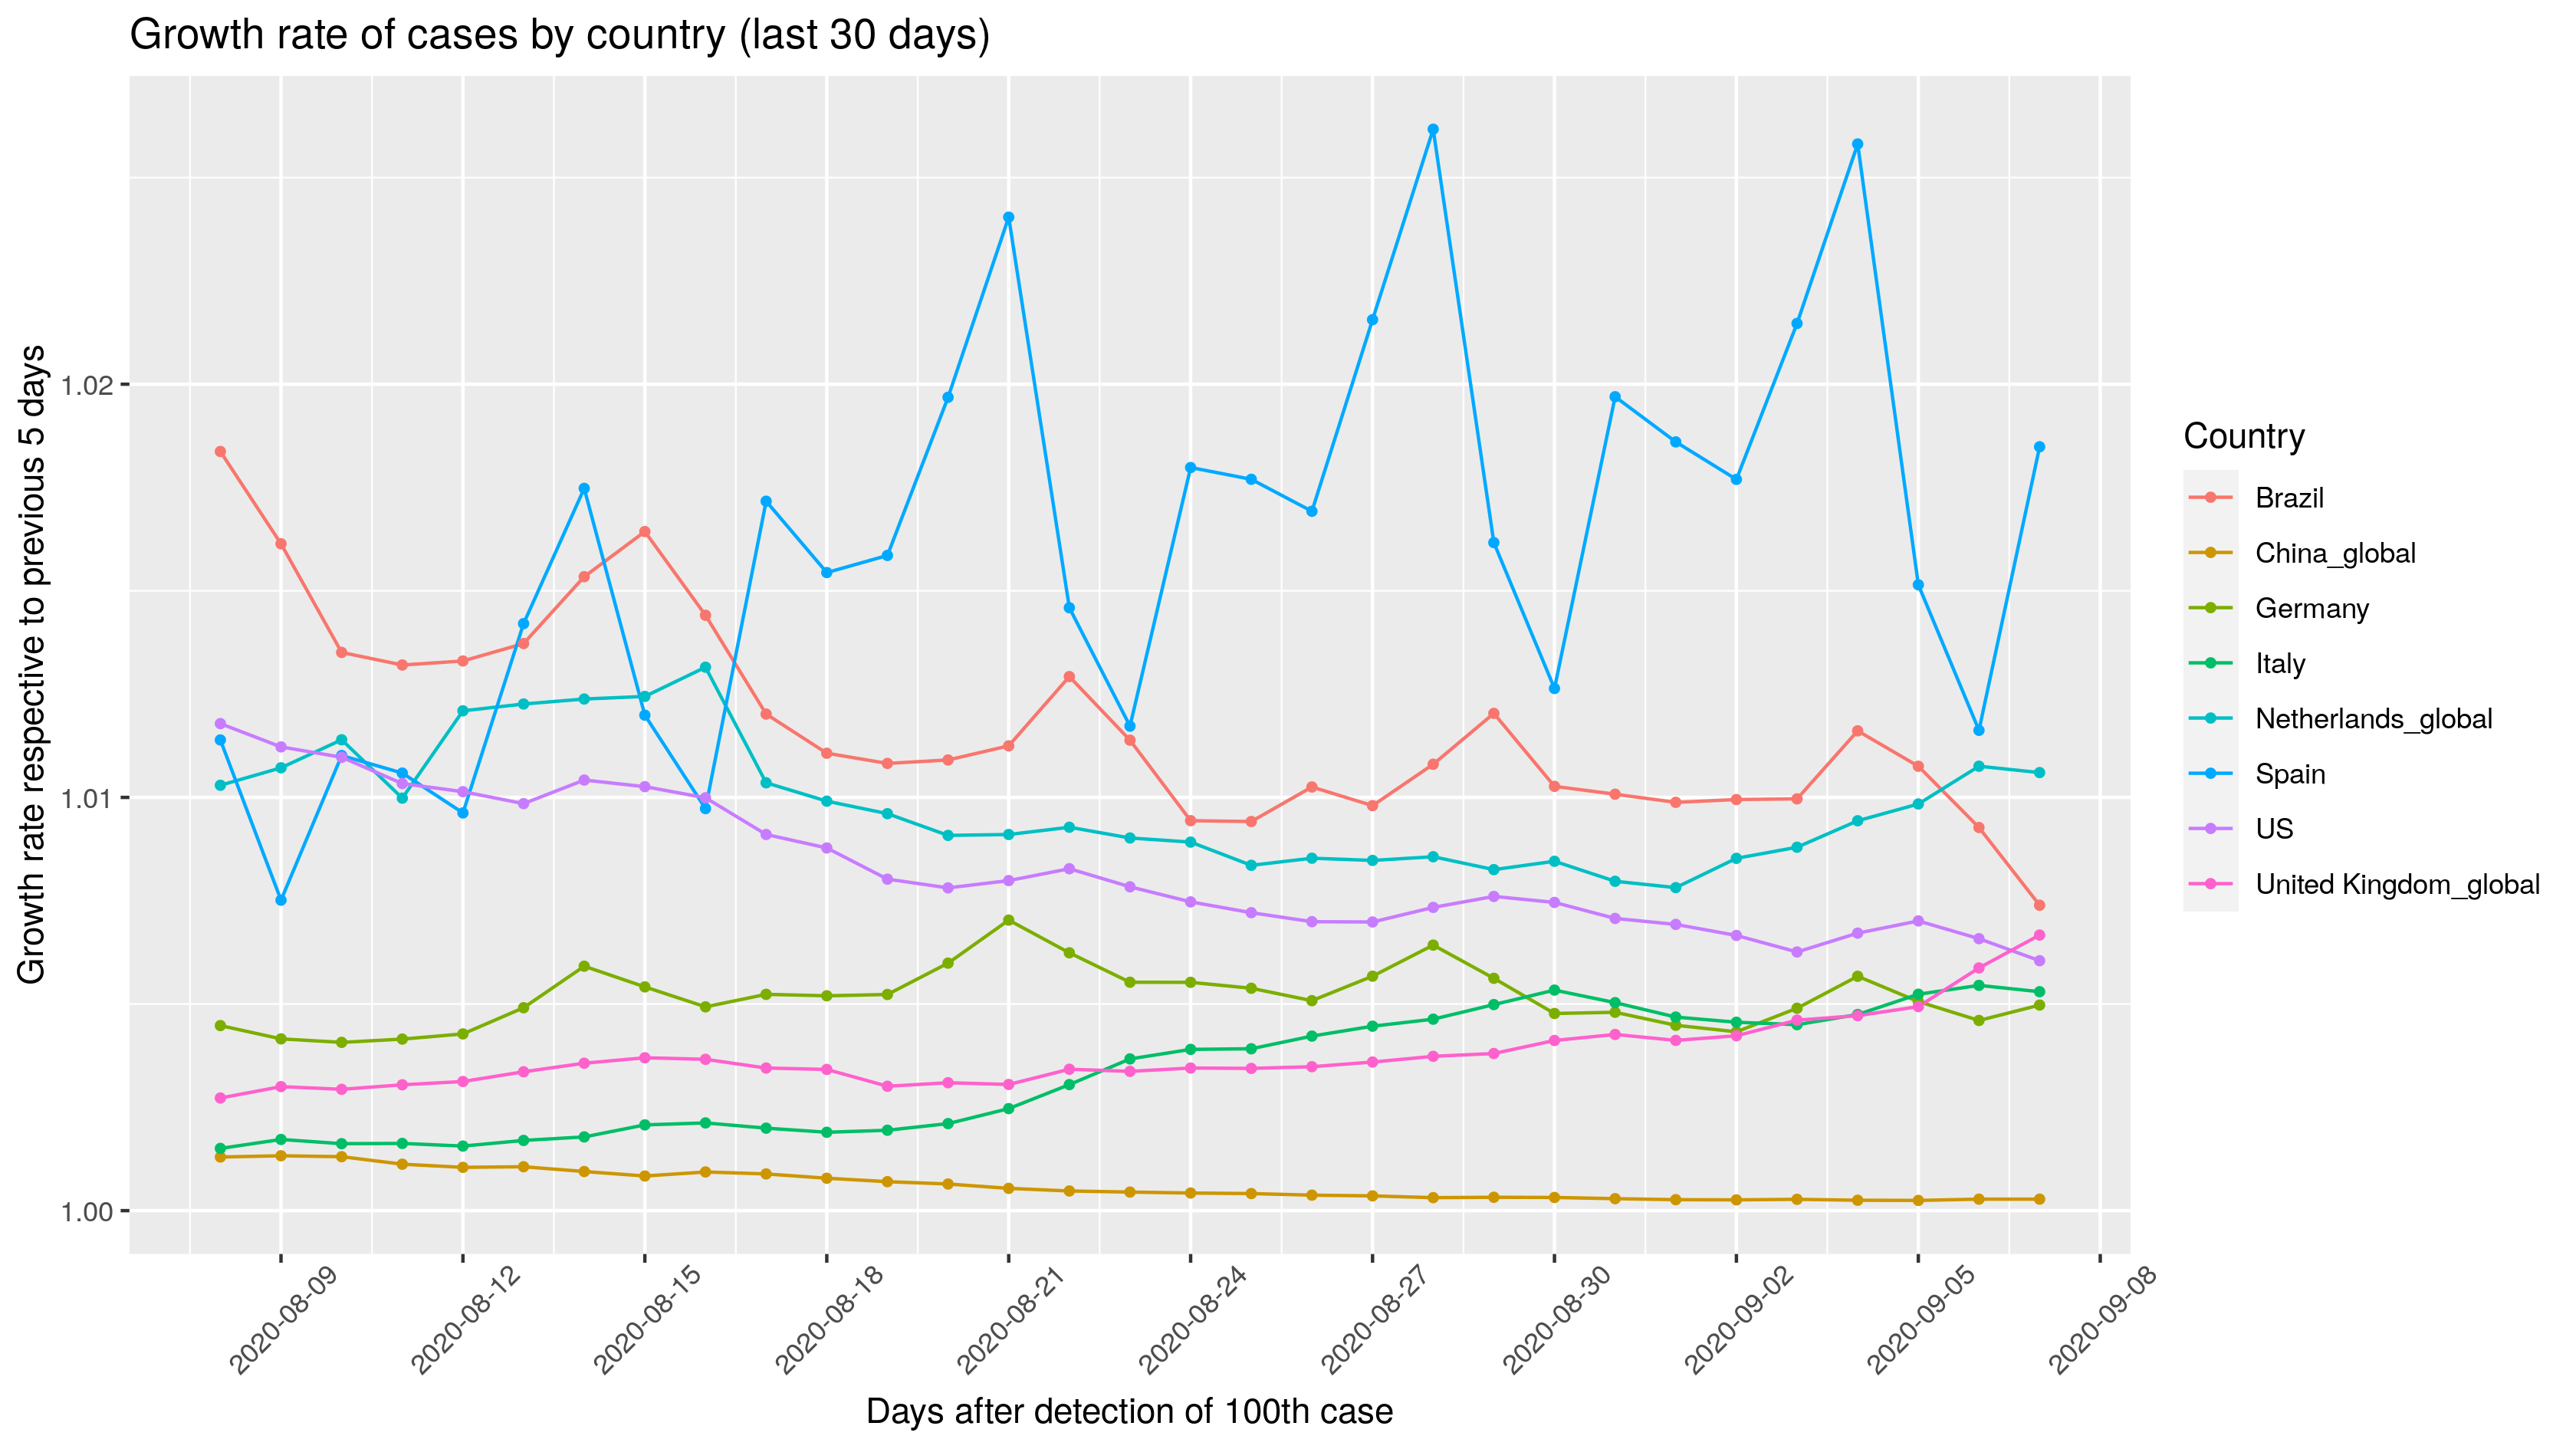 Growth rate of cases by country (last 30 days)
Growth rate respective to previous 5 days
1.02
1.01
1.00
2020-08-09
2020-08-12
2020-08-15
2020-08-18
2020-08-21
2020-08-24
2020-08-27
2020-08-30
2020-09-02
2020-09-05
2020-09-08
Days after detection of 100th case
Country
Brazil
China_global
Germany
Italy
Netherlands_global
Spain
US
United Kingdom_global